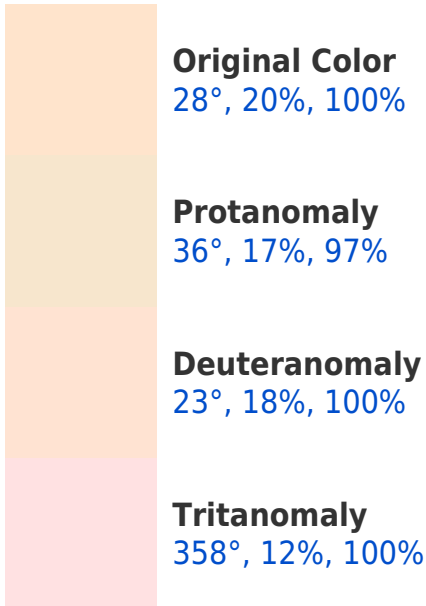 Original Color
28°, 20%, 100%
Protanomaly
36°, 17%, 97%
Deuteranomaly
23°, 18%, 100%
Tritanomaly
358°, 12%, 100%